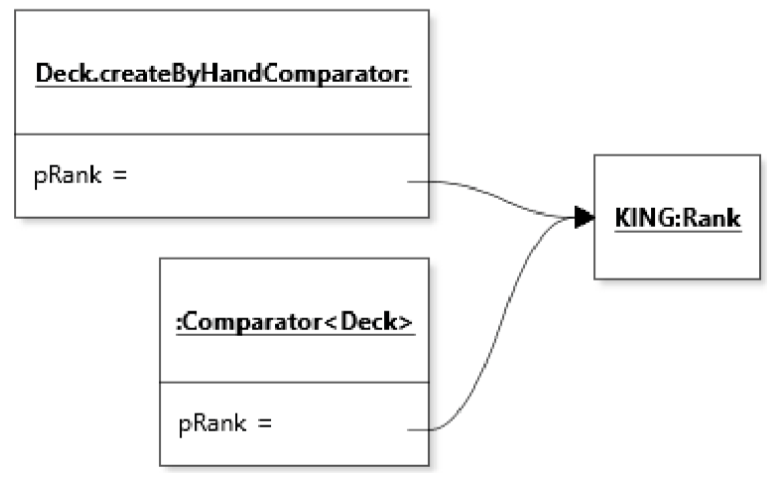 Deck.createByHandComparator:
pRank =
KING:Rank
:Comparator<Deck>
pRank =